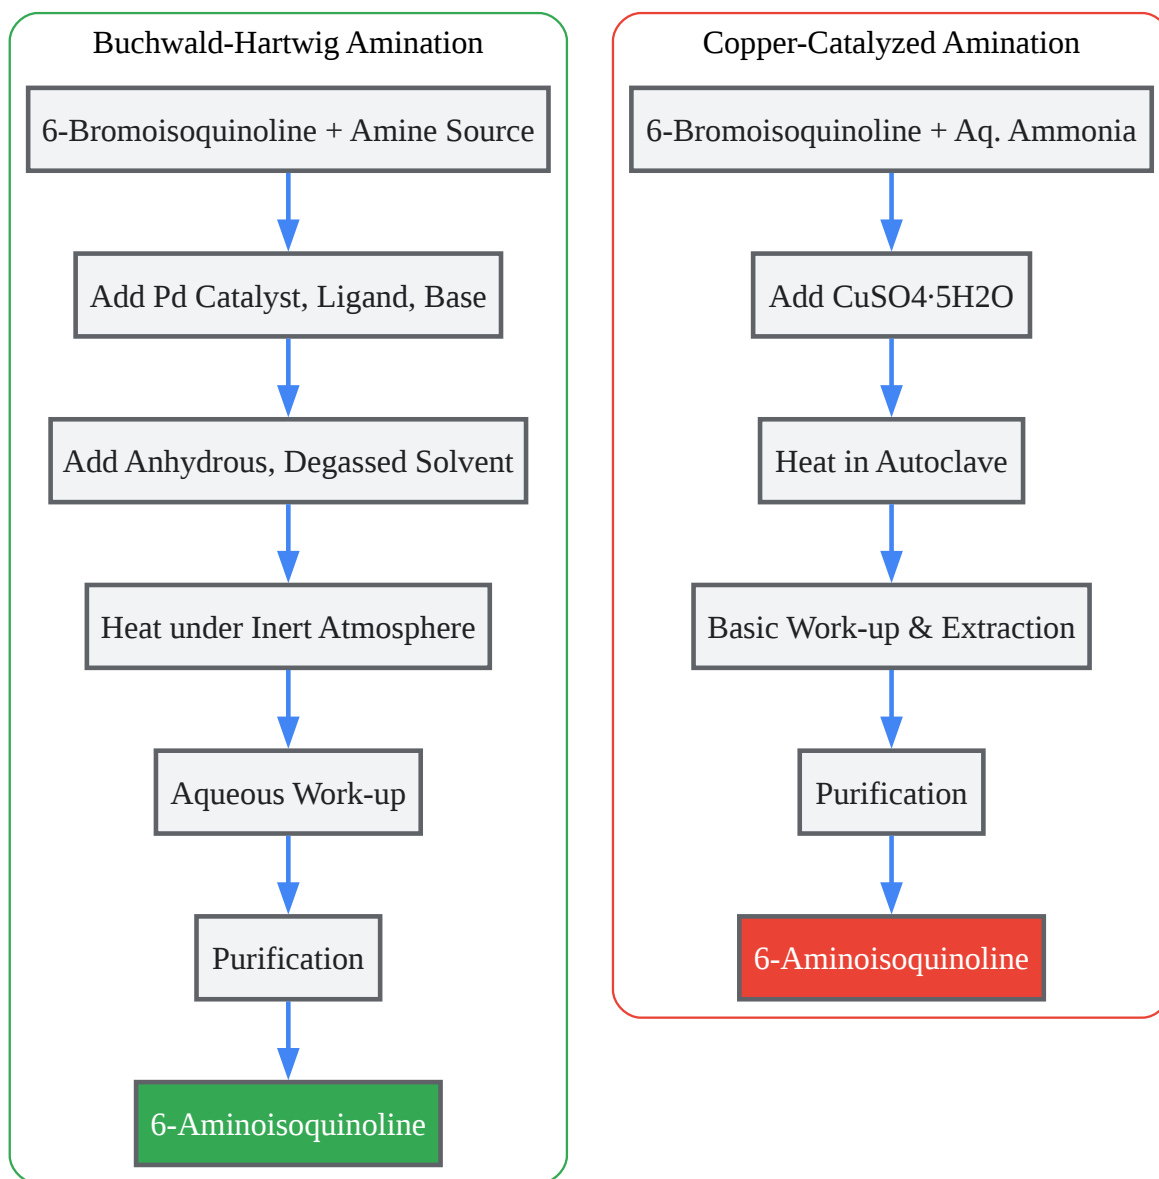 Buchwald-Hartwig Amination
6-Bromoisoquinoline + Amine Source
Add Pd Catalyst, Ligand, Base
Add Anhydrous, Degassed Solvent
Heat under Inert Atmosphere
Aqueous Work-up
Purification
6-Aminoisoquinoline
Copper-Catalyzed Amination
6-Bromoisoquinoline + Aq. Ammonia
Add CuSO4·5H2O
Heat in Autoclave
Basic Work-up & Extraction
Purification
6-Aminoisoquinoline